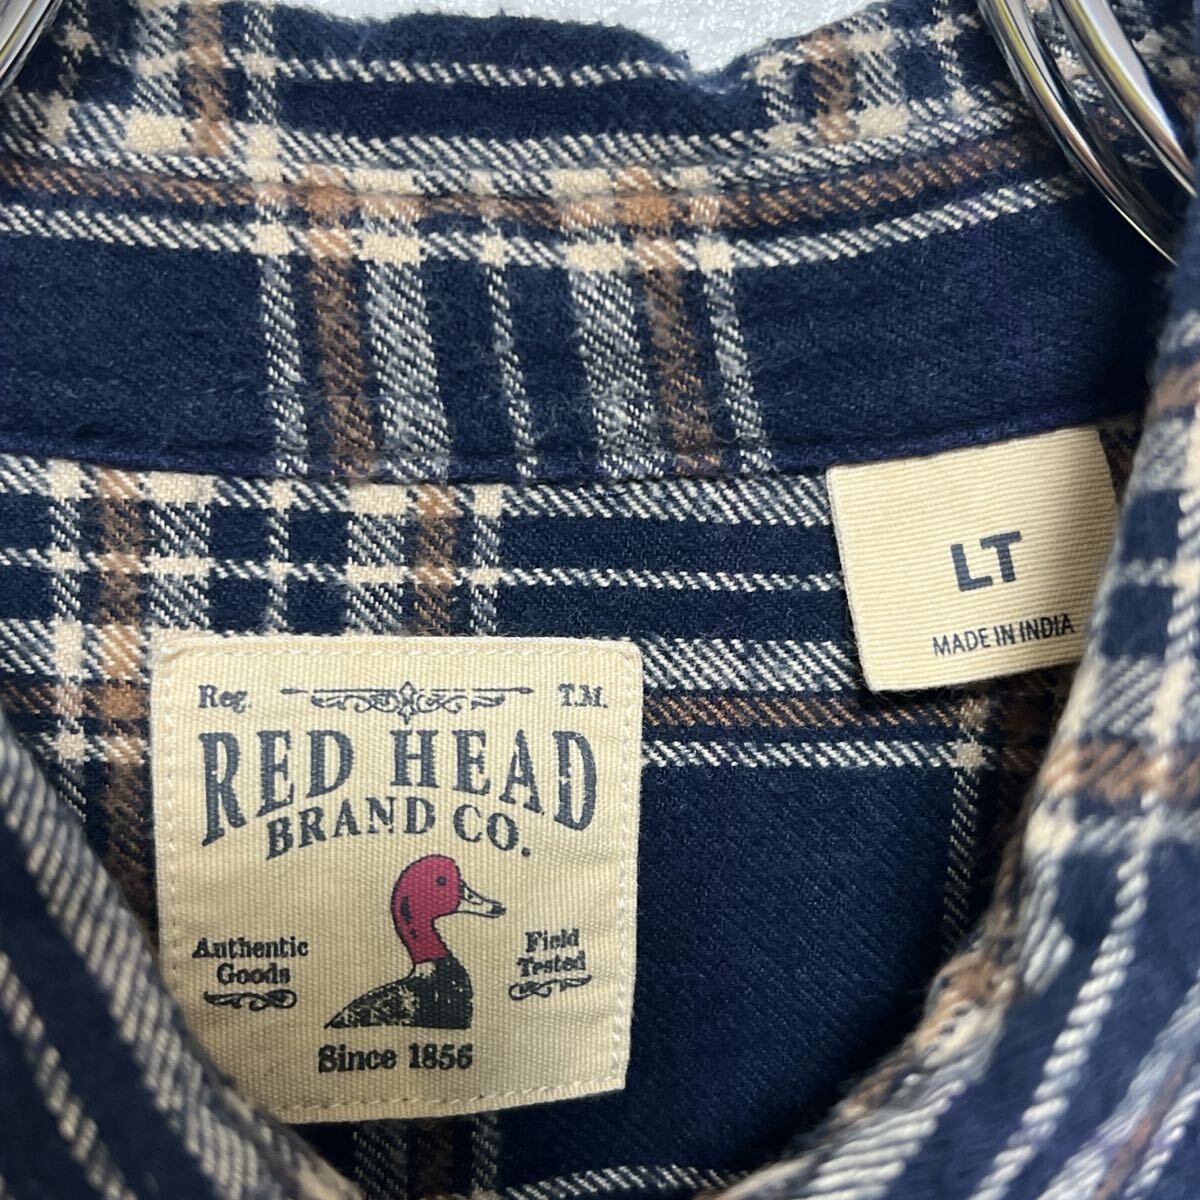 LT
MADE IN INDIA
Reg. T.M.
RED HEAD
BRAND CO.
Authentic
Goods
Field
Tested
Since 1856